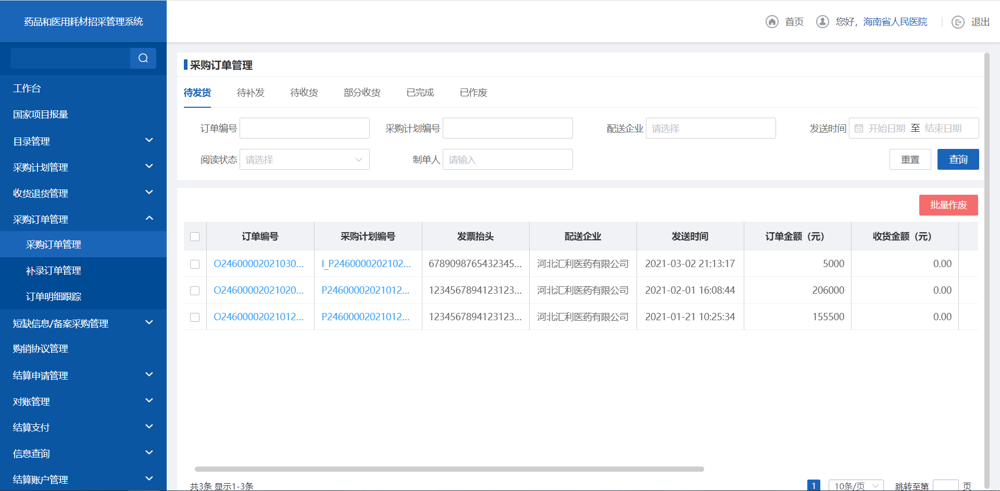 药品和医用耗材招采管理系统
首页
您好，海南省人民医院
退出
工作台
国家项目报量
目录管理
采购计划管理
收货退货管理
采购订单管理
采购订单管理
补录订单管理
订单明细跟踪
短缺信息/备案采购管理
购销协议管理
结算申请管理
对账管理
结算支付
信息查询
结算账户管理
采购订单管理
待发货 待补发 待收货 部分收货 已完成 已作废
订单编号 采购计划编号 配送企业 请选择 发送时间 开始日期 至 结束日期
阅读状态 请选择 制单人 请输入 重置 查询
批量作废
订单编号 采购计划编号 发票抬头 配送企业 发送时间 订单金额（元） 收货金额（元）
O24600002021030... I_P2460000202102... 6789098765432345... 河北汇利医药有限公司 2021-03-02 21:13:17 5000 0.00
O24600002021020... P24600002021012... 1234567894123123... 河北汇利医药有限公司 2021-02-01 16:08:44 206000 0.00
O24600002021012... P24600002021012... 1234567894123123... 河北汇利医药有限公司 2021-01-21 10:25:34 155500 0.00
共3条 显示1-3条 1 10条/页 跳转至第 页